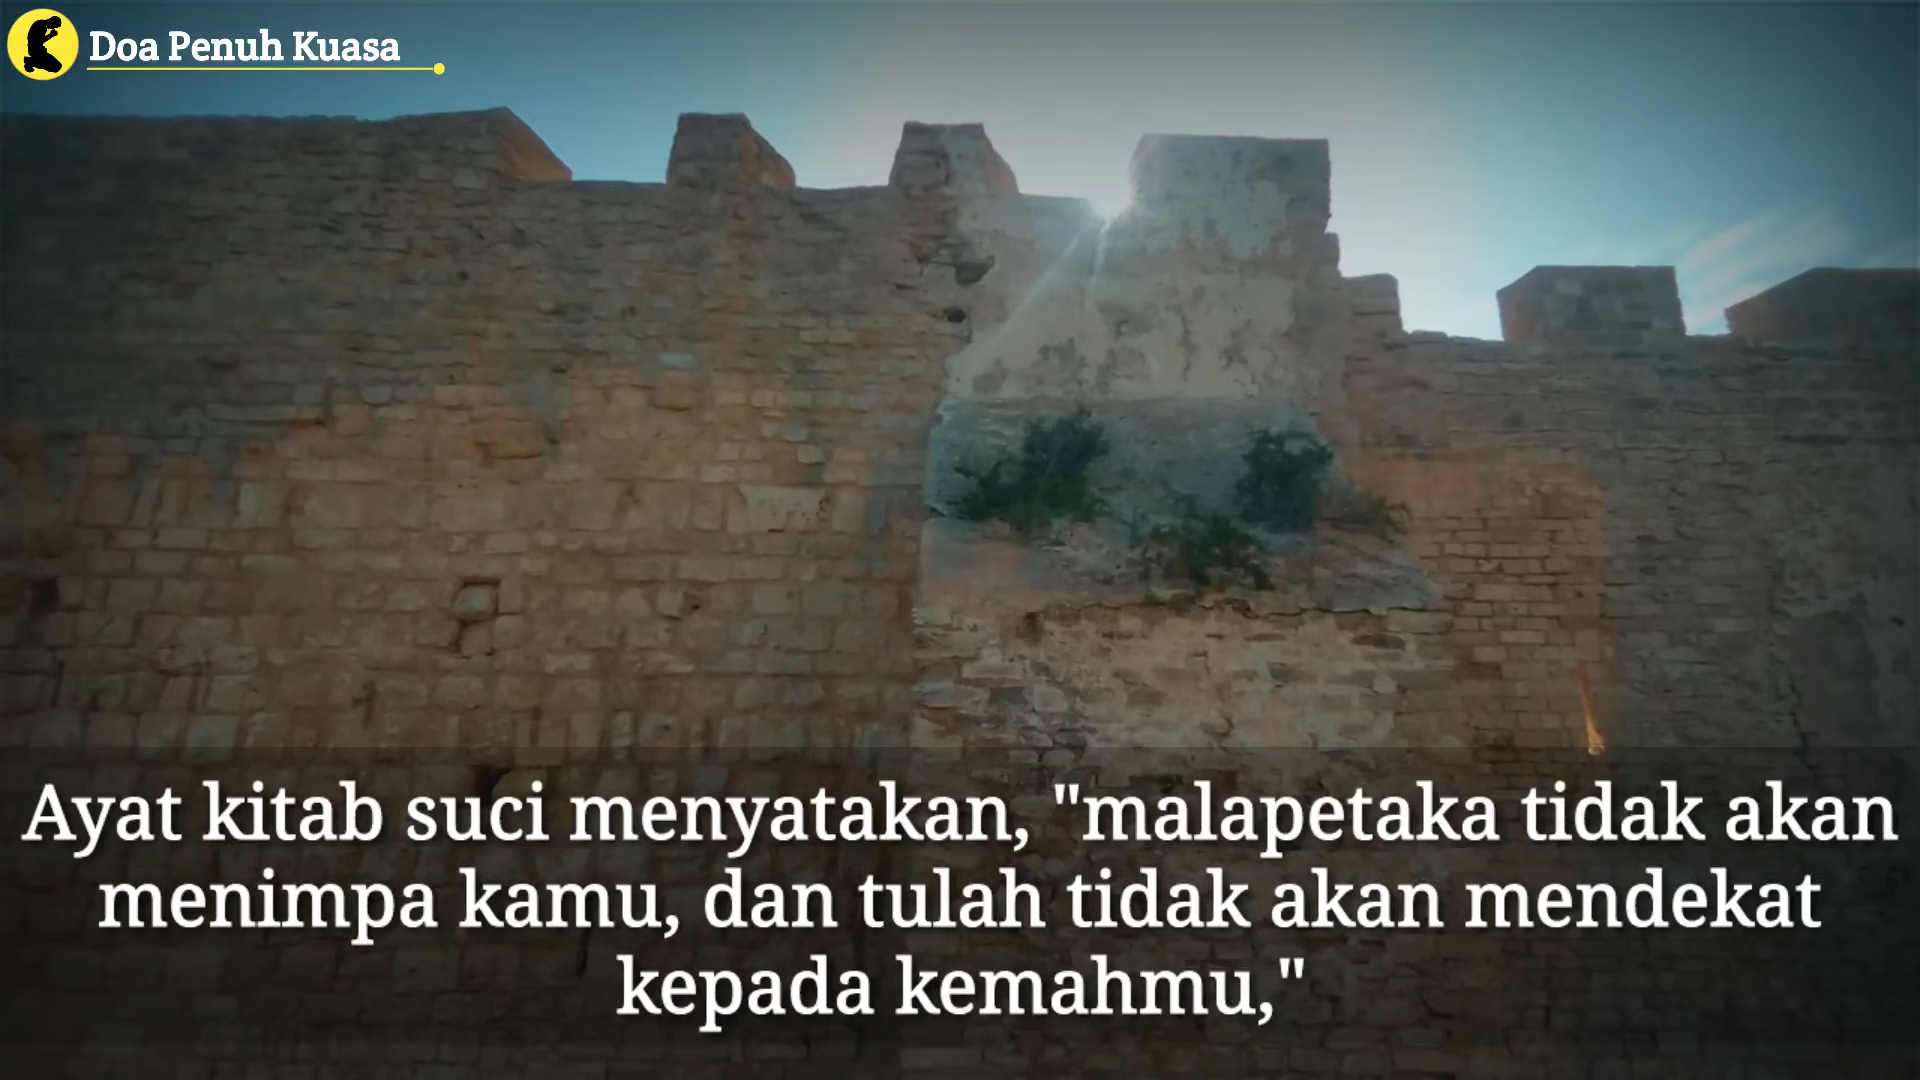 Doa Penuh Kuasa
Ayat kitab suci menyatakan, "malapetaka tidak akan
menimpa kamu, dan tulah tidak akan mendekat
kepada kemahmu,"